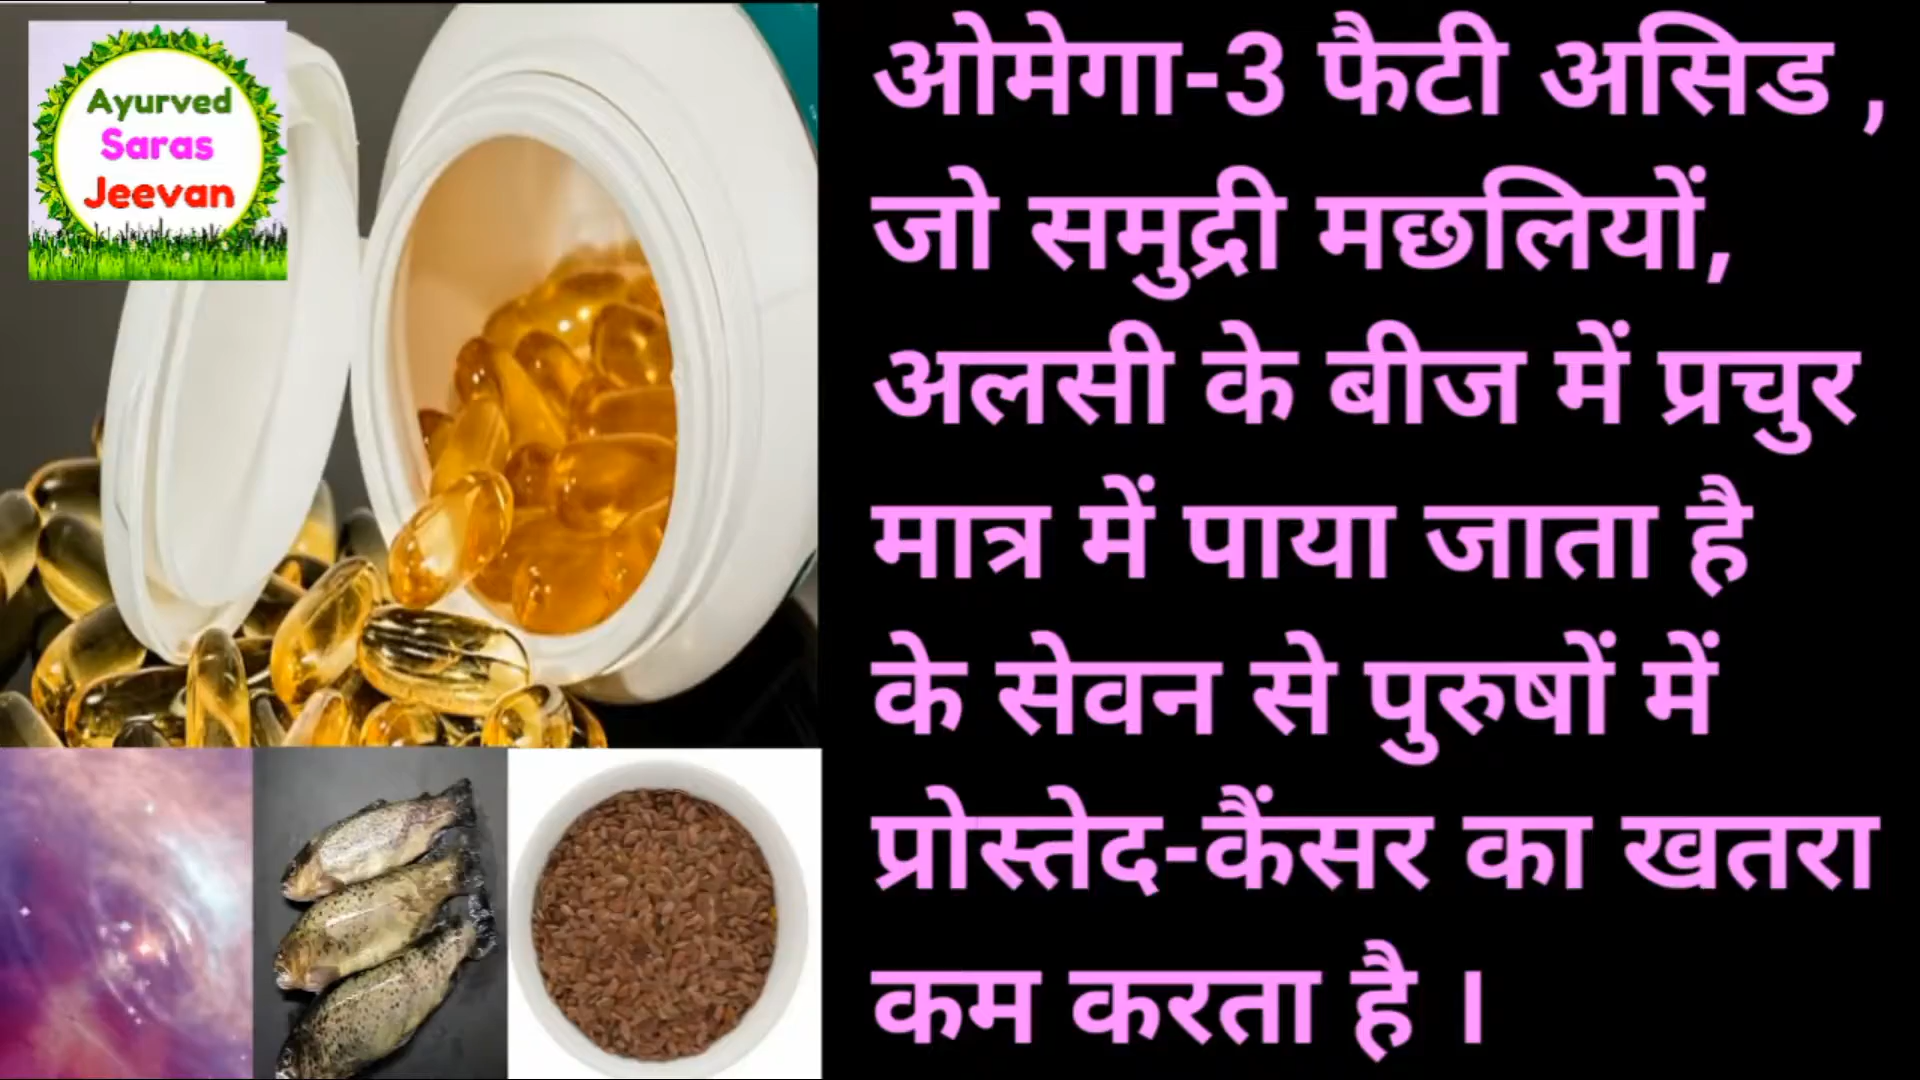 Ayurved
Saras
Jeevan
ओमेगा-3 फैटी असिड ,
जो समुद्री मछलियों,
अलसी के बीज में प्रचुर
मात्र में पाया जाता है
के सेवन से पुरुषों में
प्रोस्तेद-कैंसर का खतरा
कम करता है ।